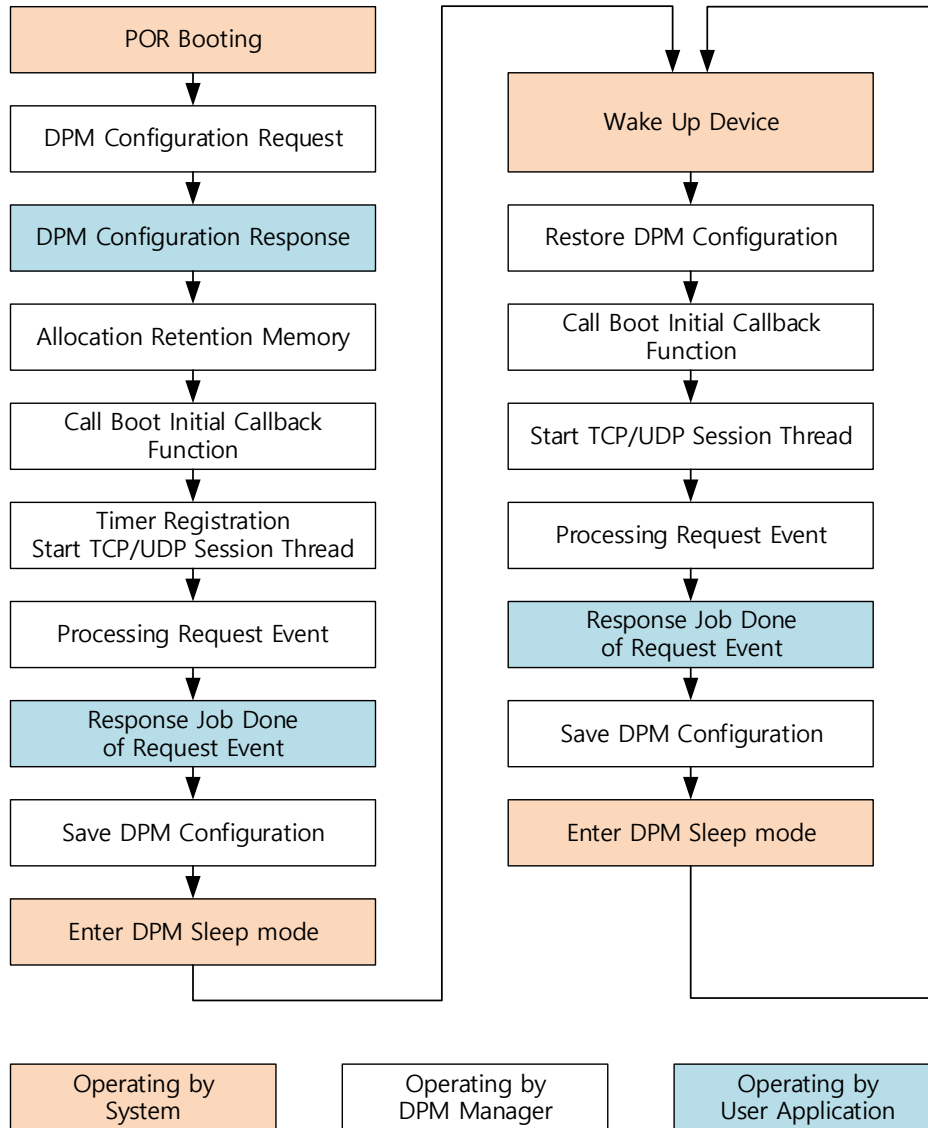 POR Booting
DPM Configuration Request
DPM Configuration Response
Allocation Retention Memory
Call Boot Initial Callback
Function
Timer Registration
Start TCP/UDP Session Thread
Processing Request Event
Response Job Done
of Request Event
Save DPM Configuration
Enter DPM Sleep mode
Wake Up Device
Restore DPM Configuration
Call Boot Initial Callback
Function
Start TCP/UDP Session Thread
Processing Request Event
Response Job Done
of Request Event
Save DPM Configuration
Enter DPM Sleep mode
Operating by
System
Operating by
DPM Manager
Operating by
User Application